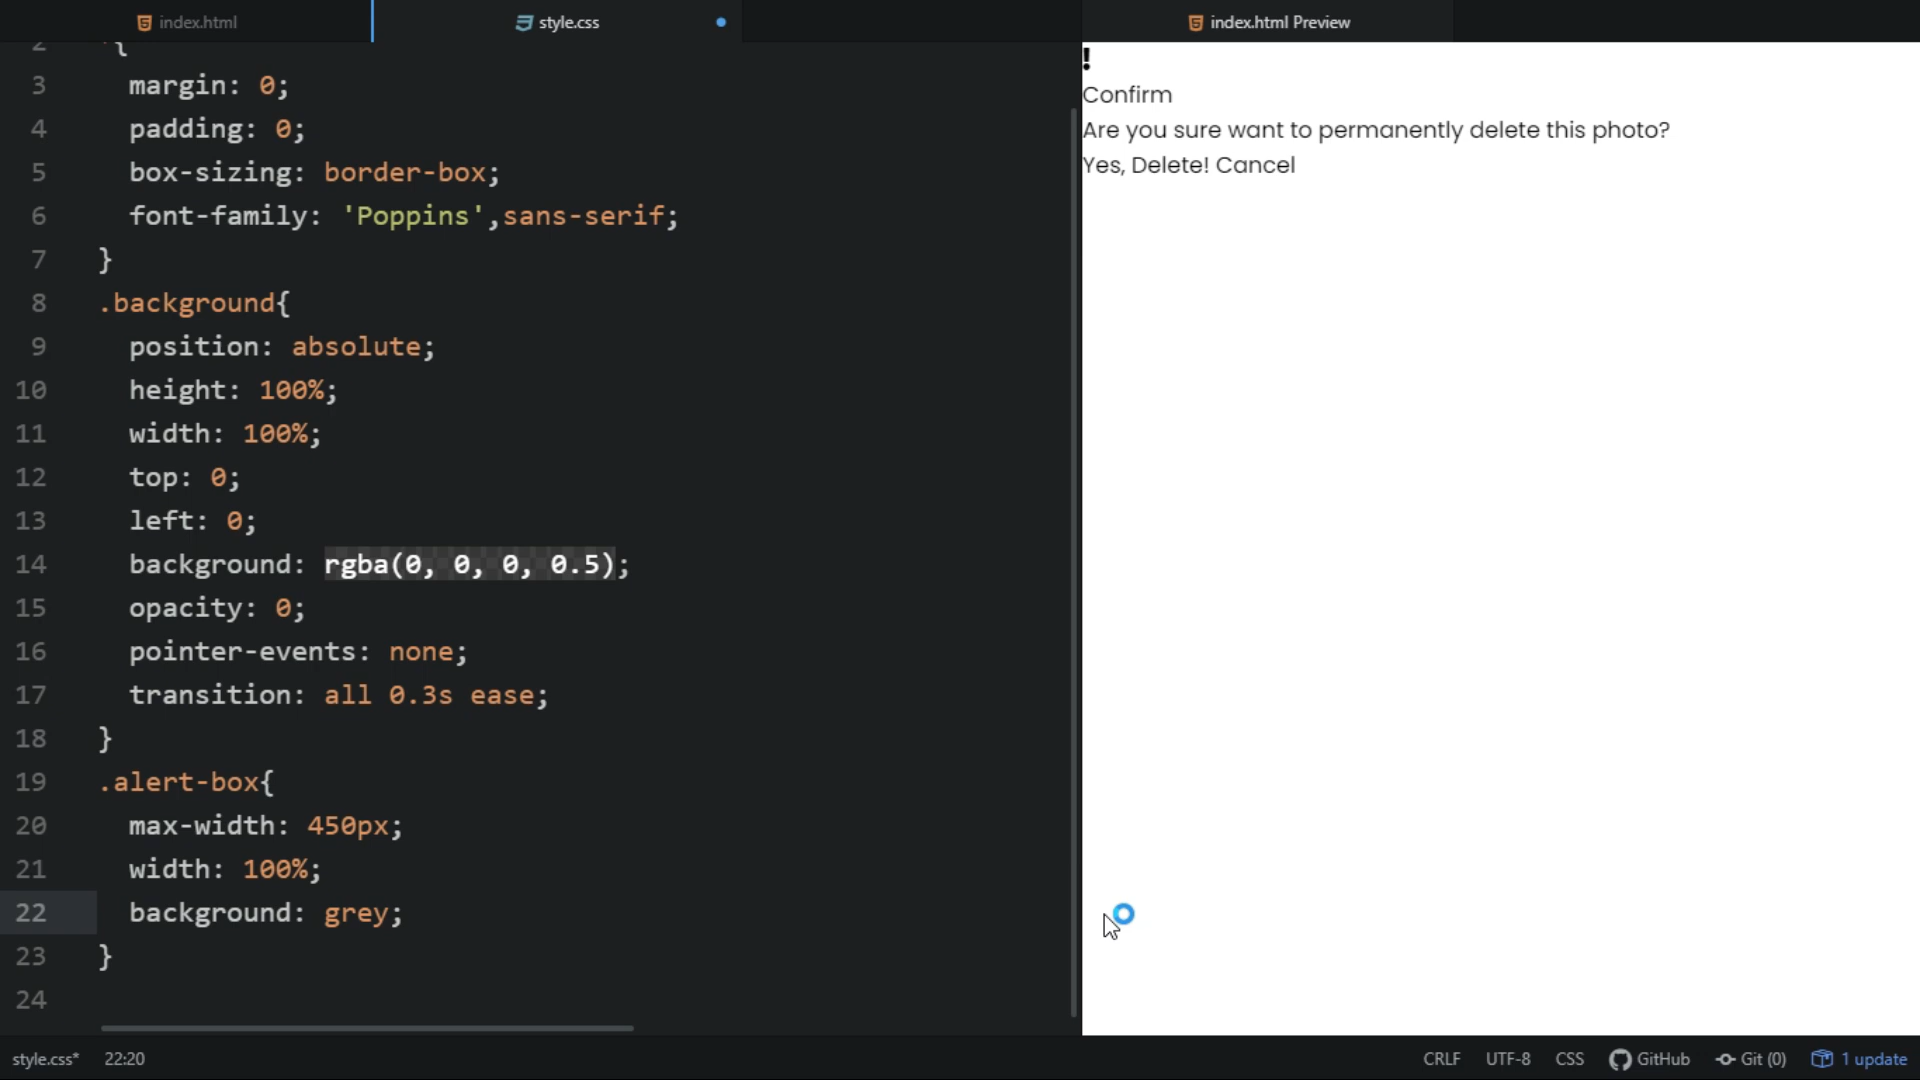 index.html
style.css
index.html Preview
2 *{
3 margin: 0;
4 padding: 0;
5 box-sizing: border-box;
6 font-family: 'Poppins',sans-serif;
7 }
8 .background{
9 position: absolute;
10 height: 100%;
11 width: 100%;
12 top: 0;
13 left: 0;
14 background: rgba(0, 0, 0, 0.5);
15 opacity: 0;
16 pointer-events: none;
17 transition: all 0.3s ease;
18 }
19 .alert-box{
20 max-width: 450px;
21 width: 100%;
22 background: grey;
23 }
24
!
Confirm
Are you sure want to permanently delete this photo?
Yes, Delete! Cancel
style.css* 22:20
CRLF UTF-8 CSS GitHub Git (0) 1 update